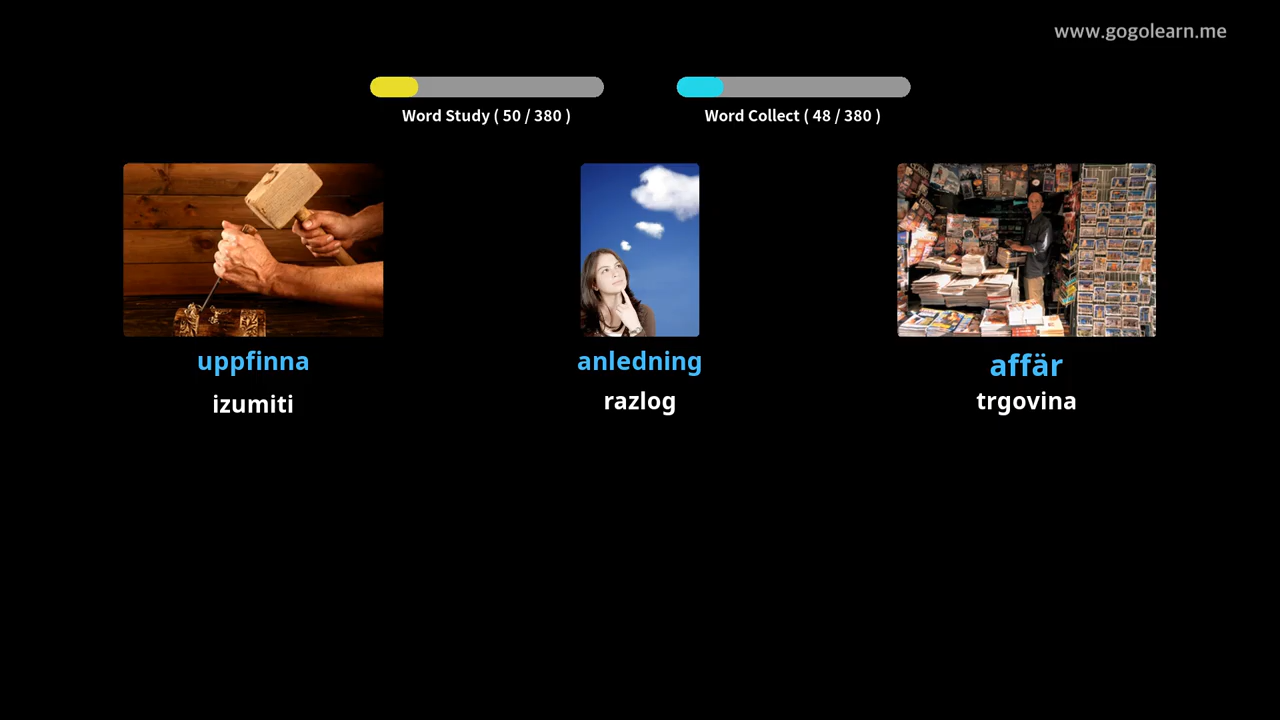 www.gogolearn.me
Word Study ( 50 / 380 )
Word Collect ( 48 / 380 )
uppfinna
izumiti
anledning
razlog
affär
trgovina